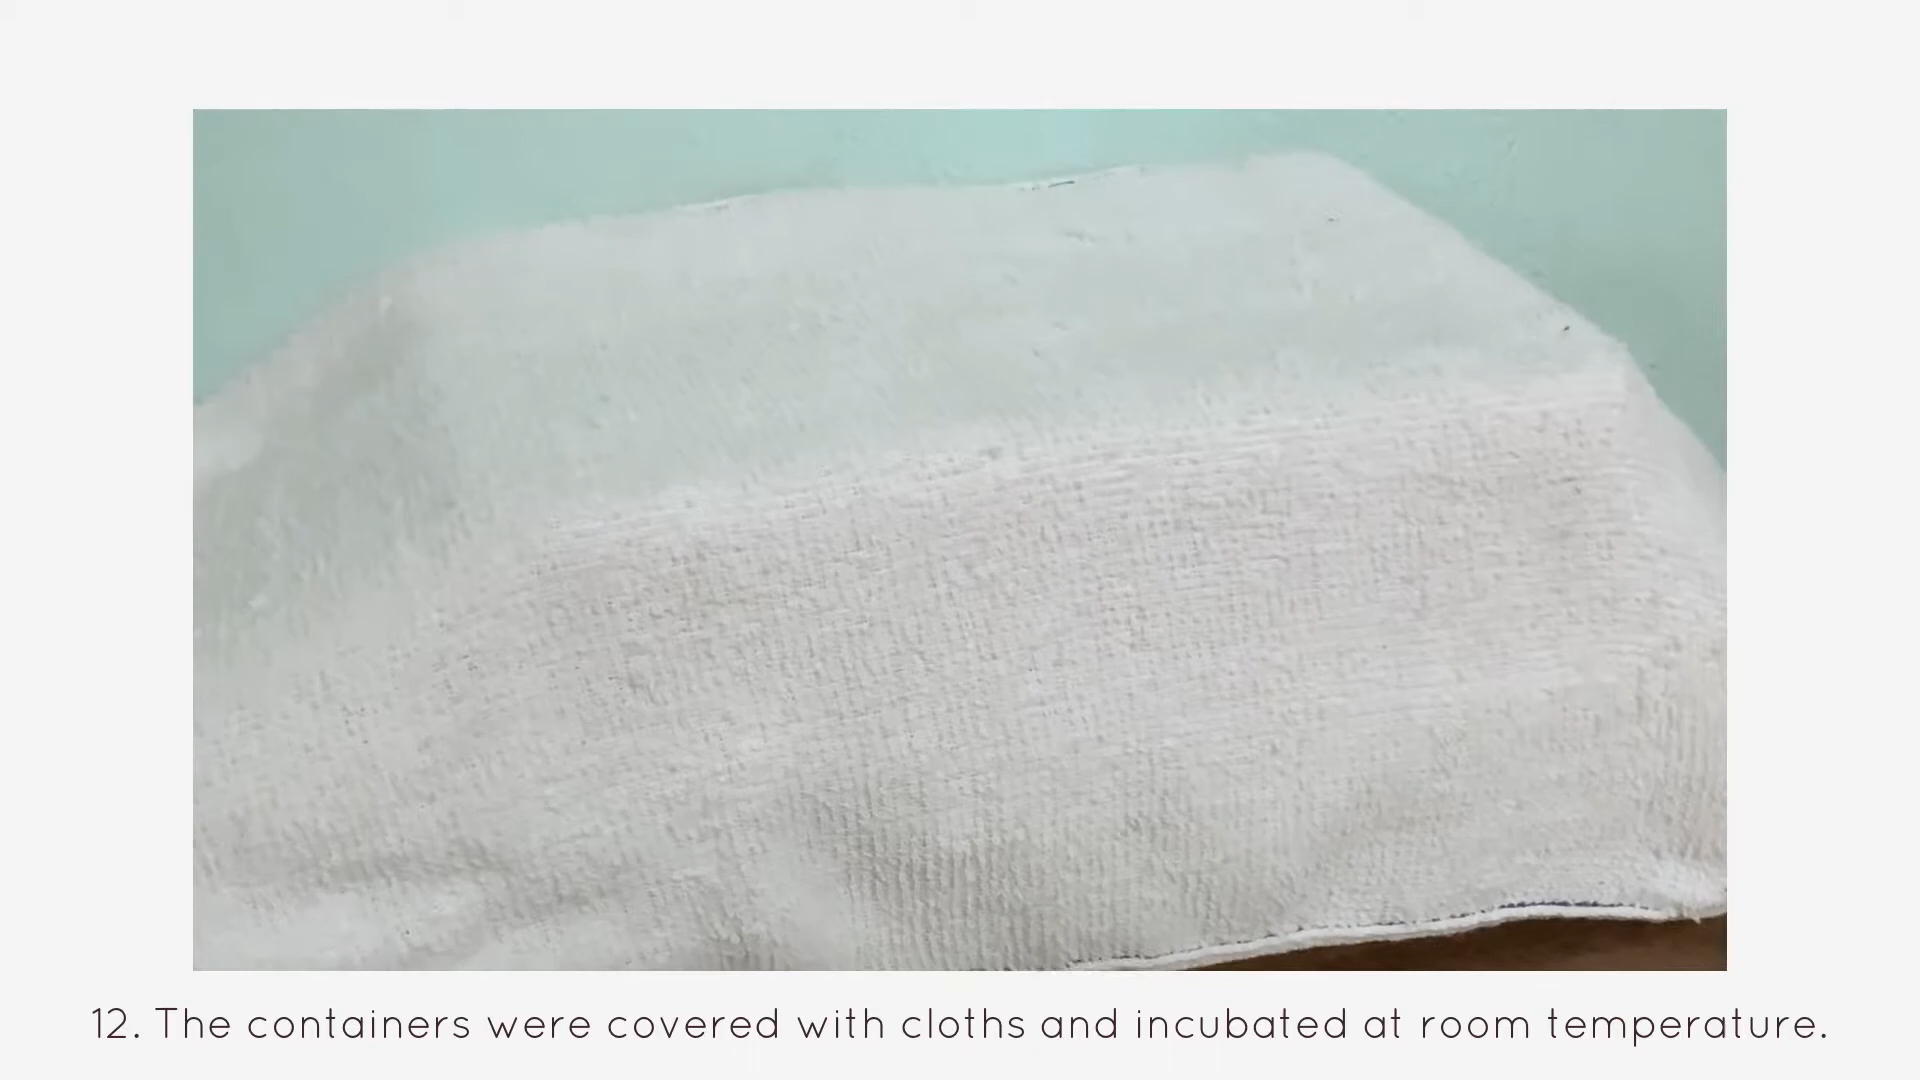 12. The containers were covered with cloths and incubated at room temperature.